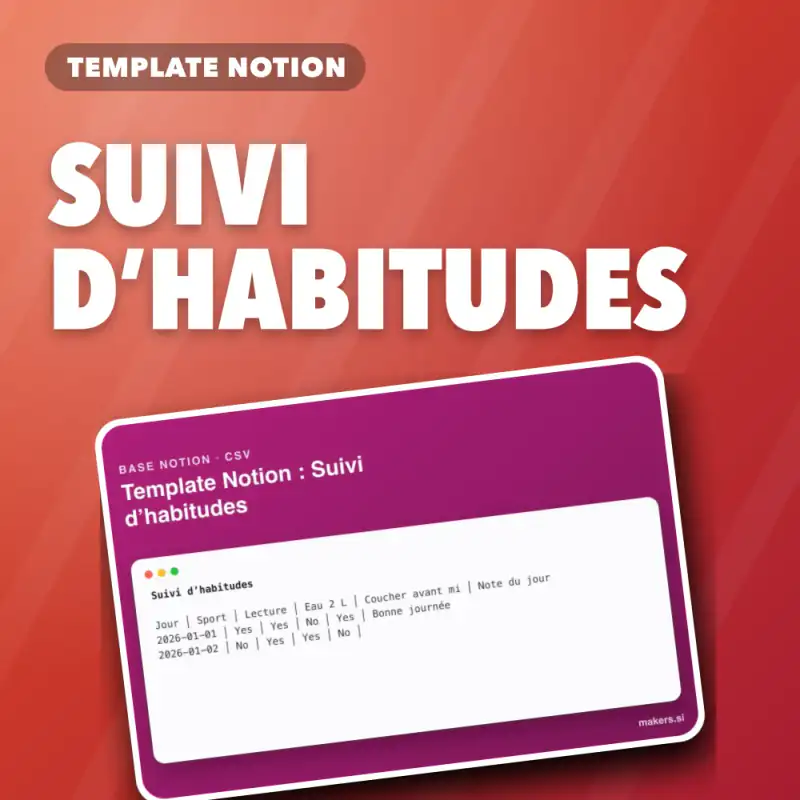 TEMPLATE NOTION
SUIVI
D’HABITUDES
BASE NOTION · CSV
Template Notion : Suivi
d’habitudes
Suivi d’habitudes
Jour | Sport | Lecture | Eau 2 L | Coucher avant mi | Note du jour
2026-01-01 | Yes | Yes | No | Yes | Bonne journée
2026-01-02 | No | Yes | Yes | No |
makers.si